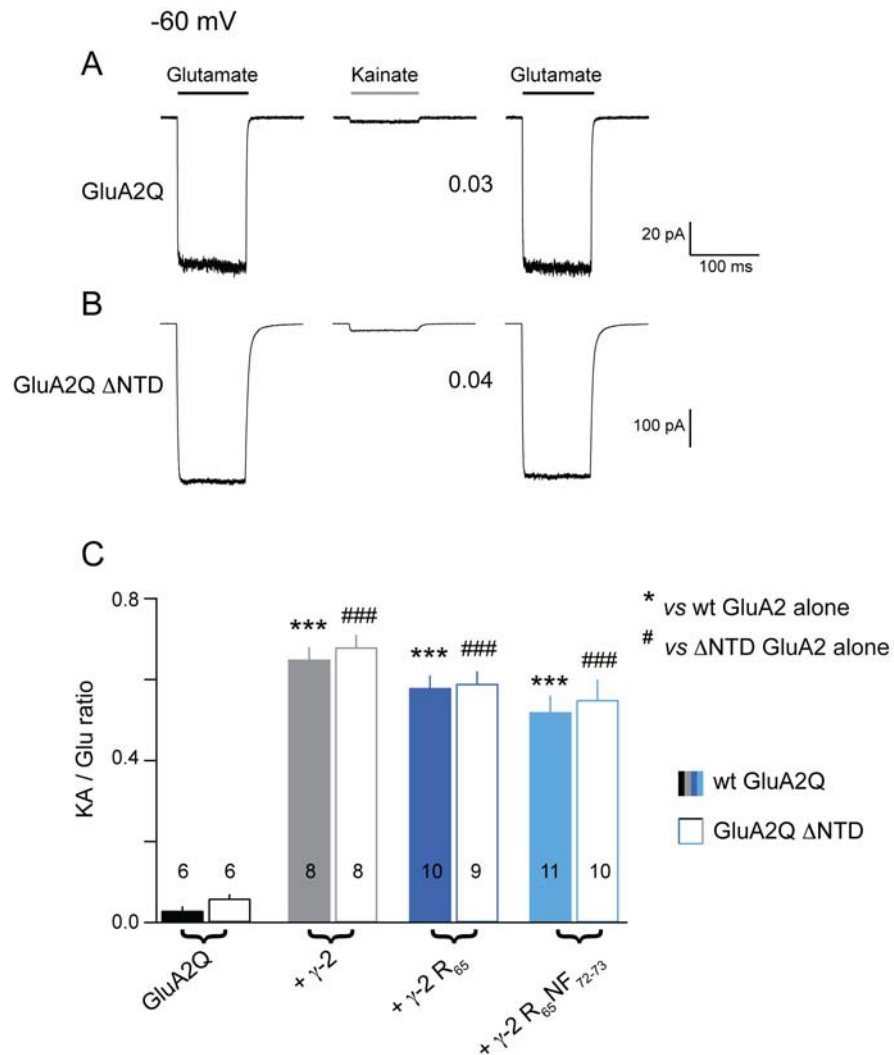 -60 mV
A
Glutamate Kainate Glutamate
GluA2Q
0.03
20 pA
100 ms
B
GluA2Q ΔNTD
0.04
100 pA
C
0.8
0.4
0.0
KA / Glu ratio
*** ###
*** ###
*** ###
* vs wt GluA2 alone
# vs ΔNTD GluA2 alone
wt GluA2Q
GluA2Q ΔNTD
6 6 8 8 10 9 11 10
GluA2Q
+ γ-2
+ γ-2 R65
+ γ-2 R65NF72-73